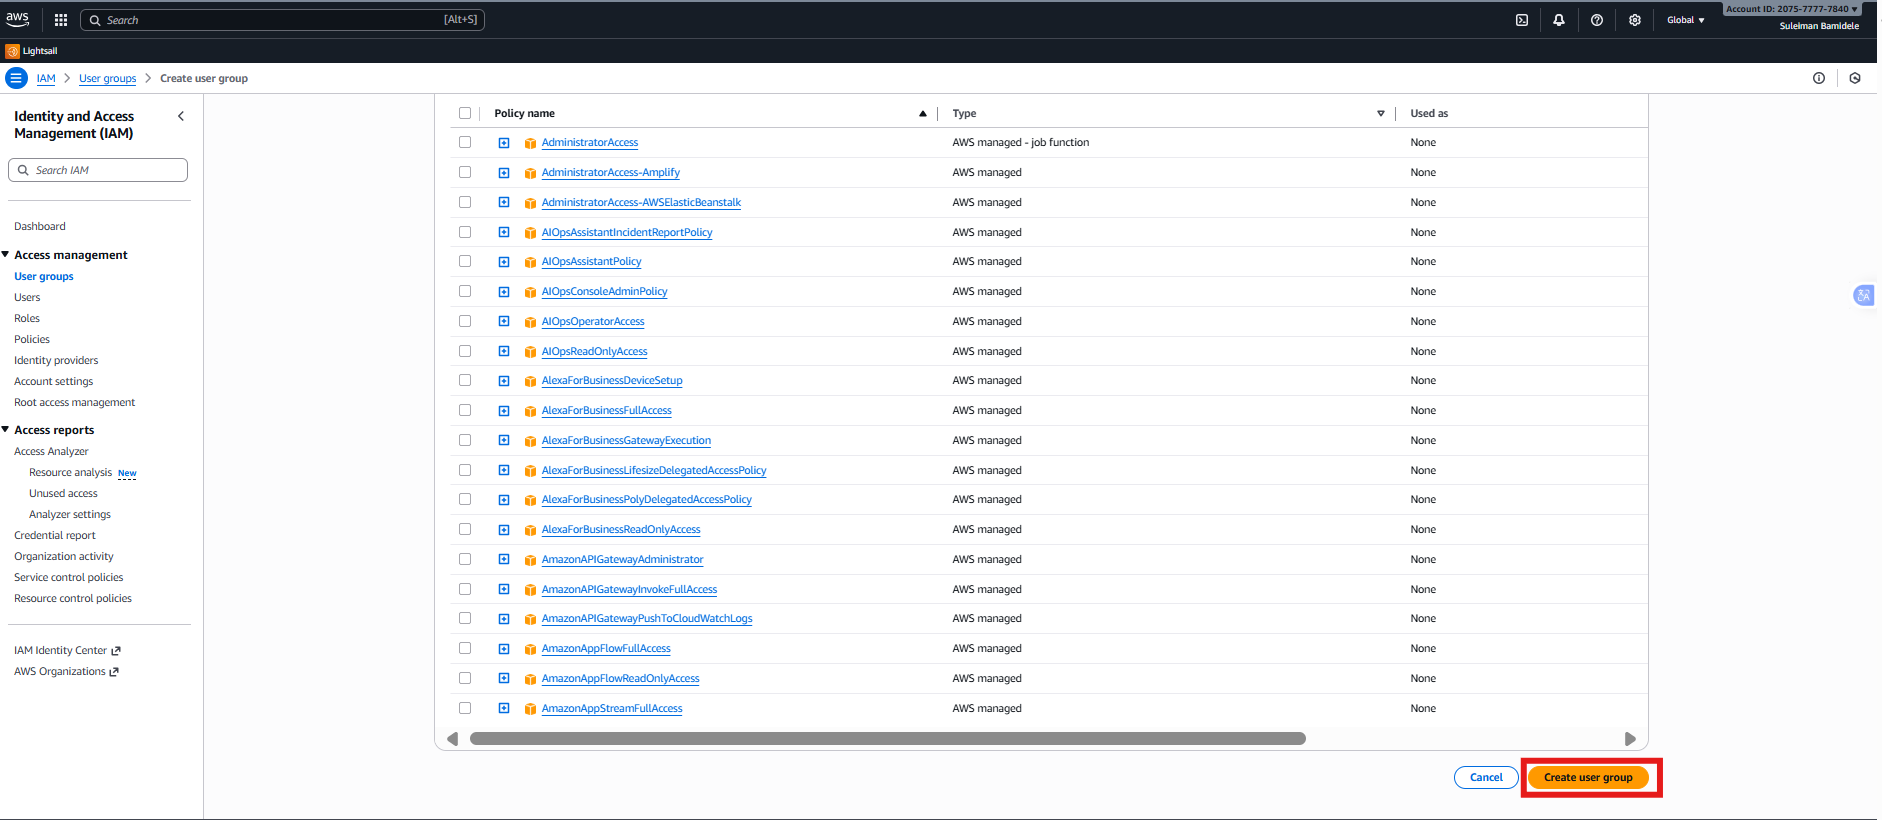 aws
Search [Alt+S]
Global
Account ID: 2075-7777-7840
Suleiman Bamidele
Lightsail
IAM User groups Create user group
Identity and Access Management (IAM)
Search IAM
Dashboard
Access management
User groups
Users
Roles
Policies
Identity providers
Account settings
Root access management
Access reports
Access Analyzer
Resource analysis New
Unused access
Analyzer settings
Credential report
Organization activity
Service control policies
Resource control policies
IAM Identity Center
AWS Organizations
Policy name Type Used as
AdministratorAccess AWS managed - job function None
AdministratorAccess-Amplify AWS managed None
AdministratorAccess-AWSElasticBeanstalk AWS managed None
AIOpsAssistantIncidentReportPolicy AWS managed None
AIOpsAssistantPolicy AWS managed None
AIOpsConsoleAdminPolicy AWS managed None
AIOpsOperatorAccess AWS managed None
AIOpsReadOnlyAccess AWS managed None
AlexaForBusinessDeviceSetup AWS managed None
AlexaForBusinessFullAccess AWS managed None
AlexaForBusinessGatewayExecution AWS managed None
AlexaForBusinessLifesizeDelegatedAccessPolicy AWS managed None
AlexaForBusinessPolyDelegatedAccessPolicy AWS managed None
AlexaForBusinessReadOnlyAccess AWS managed None
AmazonAPIGatewayAdministrator AWS managed None
AmazonAPIGatewayInvokeFullAccess AWS managed None
AmazonAPIGatewayPushToCloudWatchLogs AWS managed None
AmazonAppFlowFullAccess AWS managed None
AmazonAppFlowReadOnlyAccess AWS managed None
AmazonAppStreamFullAccess AWS managed None
Cancel Create user group